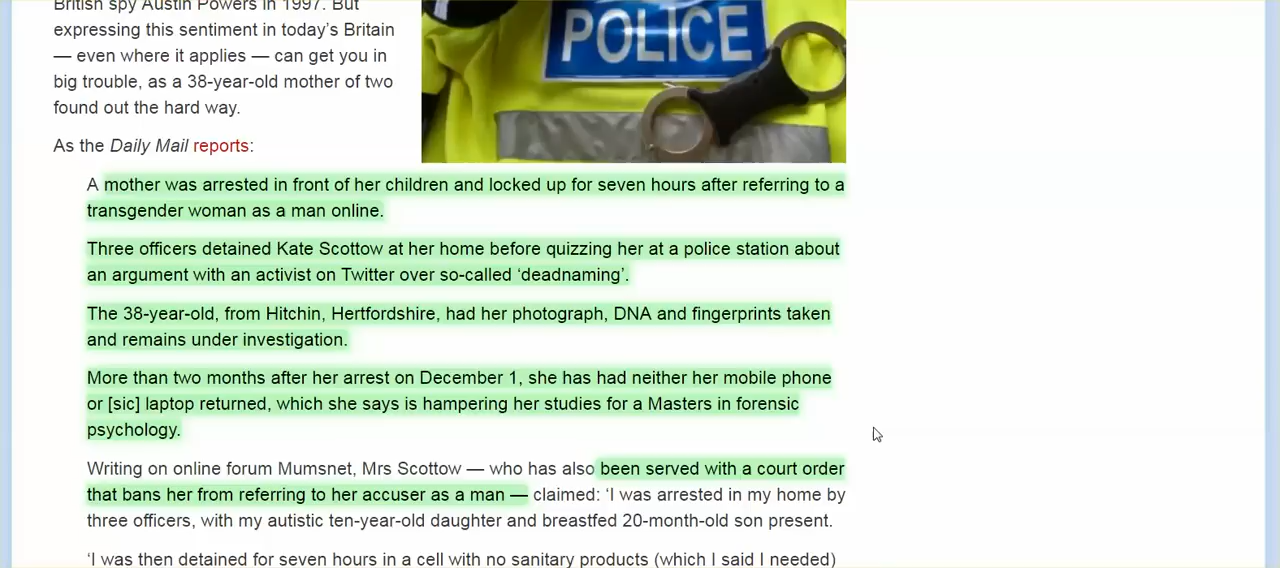 British spy Austin Powers in 1997. But
expressing this sentiment in today's Britain
— even where it applies — can get you in
big trouble, as a 38-year-old mother of two
found out the hard way.
POLICE
As the Daily Mail reports:
A mother was arrested in front of her children and locked up for seven hours after referring to a
transgender woman as a man online.
Three officers detained Kate Scottow at her home before quizzing her at a police station about
an argument with an activist on Twitter over so-called ‘deadnaming’.
The 38-year-old, from Hitchin, Hertfordshire, had her photograph, DNA and fingerprints taken
and remains under investigation.
More than two months after her arrest on December 1, she has had neither her mobile phone
or [sic] laptop returned, which she says is hampering her studies for a Masters in forensic
psychology.
Writing on online forum Mumsnet, Mrs Scottow — who has also been served with a court order
that bans her from referring to her accuser as a man — claimed: ‘I was arrested in my home by
three officers, with my autistic ten-year-old daughter and breastfed 20-month-old son present.
‘I was then detained for seven hours in a cell with no sanitary products (which I said I needed)